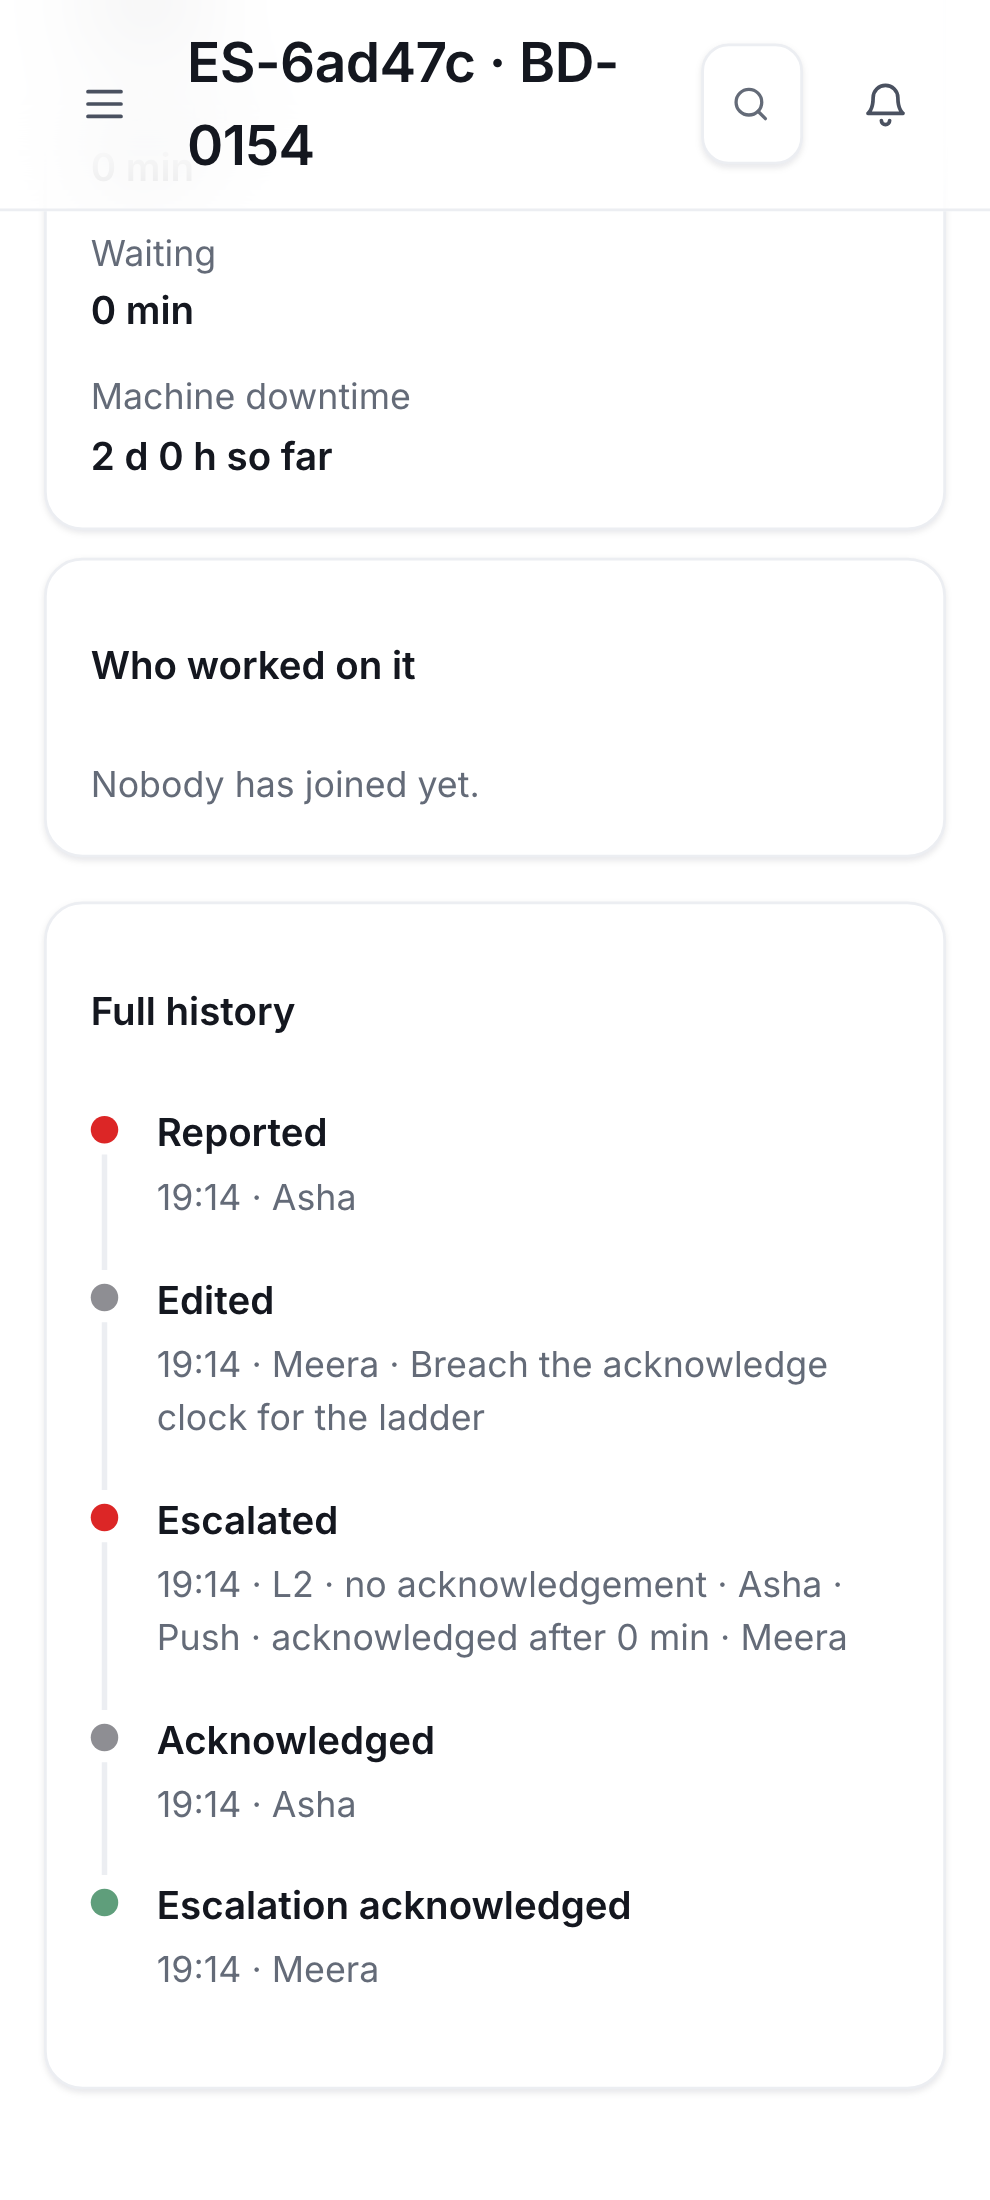 ES-6ad47c · BD-
0154
0 min
Waiting
0 min
Machine downtime
2 d 0 h so far
Who worked on it
Nobody has joined yet.
Full history
Reported
19:14 · Asha
Edited
19:14 · Meera · Breach the acknowledge
clock for the ladder
Escalated
19:14 · L2 · no acknowledgement · Asha ·
Push · acknowledged after 0 min · Meera
Acknowledged
19:14 · Asha
Escalation acknowledged
19:14 · Meera